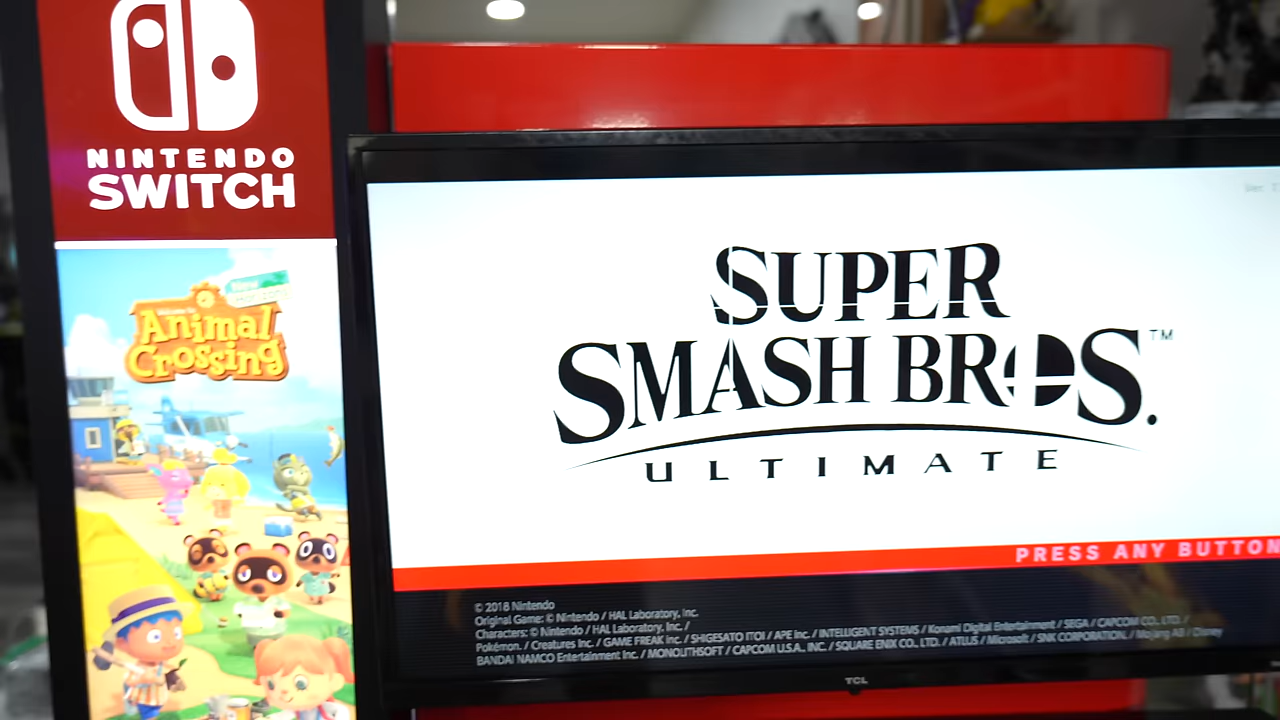 NINTENDO
SWITCH
Animal
Crossing
SUPER
SMASH BROS.™
ULTIMATE
PRESS ANY BUTTON
© 2018 Nintendo
Original Game: © Nintendo / HAL Laboratory, Inc.
Characters: © Nintendo / HAL Laboratory, Inc. /
Pokémon. / Creatures Inc. / GAME FREAK inc. / SHIGESATO ITOI / APE inc. / INTELLIGENT SYSTEMS / Konami Digital Entertainment / SEGA / CAPCOM CO., LTD. /
BANDAI NAMCO Entertainment Inc. / MONOLITHSOFT / CAPCOM U.S.A., INC. / SQUARE ENIX CO., LTD. / ATLUS / Microsoft / SNK CORPORATION. / Mojang AB / Disney
TCL